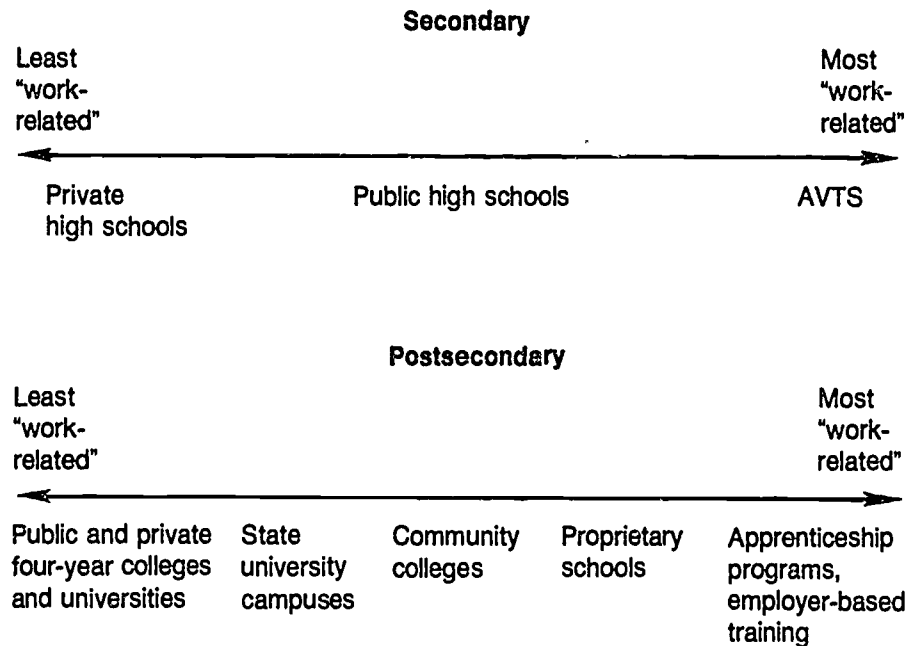 Secondary
Least
"work-
related"
Most
"work-
related"
Private
high schools
Public high schools
AVTS
Postsecondary
Least
"work-
related"
Most
"work-
related"
Public and private
four-year colleges
and universities
State
university
campuses
Community
colleges
Proprietary
schools
Apprenticeship
programs,
employer-based
training